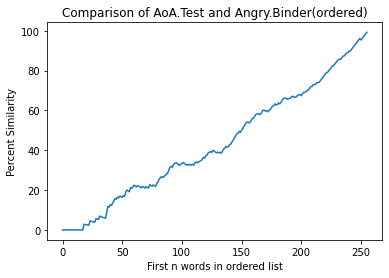 Comparison of AoA.Test and Angry.Binder(ordered)
Percent Similarity
100
80
60
40
20
0
0 50 100 150 200 250
First n words in ordered list